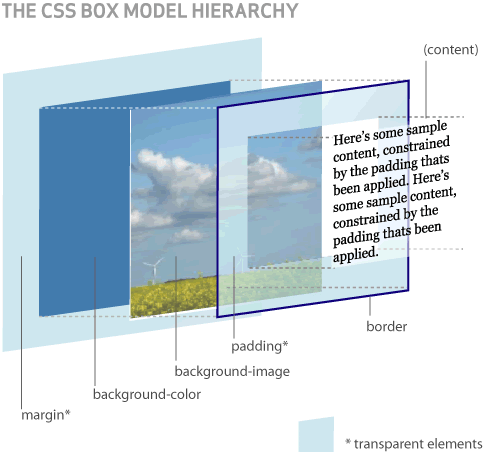 THE CSS BOX MODEL HIERARCHY
(content)
Here's some sample
content, constrained
by the padding thats
been applied. Here's
some sample content,
constrained by the
padding thats been
applied.
border
padding*
background-image
background-color
margin*
* transparent elements